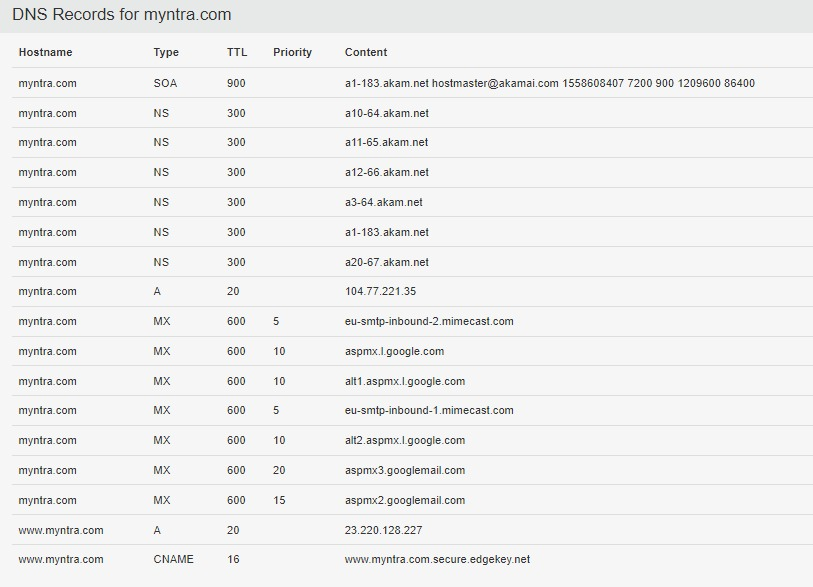 DNS Records for myntra.com
Hostname Type TTL Priority Content
myntra.com SOA 900 a1-183.akam.net hostmaster@akamai.com 1558608407 7200 900 1209600 86400
myntra.com NS 300 a10-64.akam.net
myntra.com NS 300 a11-65.akam.net
myntra.com NS 300 a12-66.akam.net
myntra.com NS 300 a3-64.akam.net
myntra.com NS 300 a1-183.akam.net
myntra.com NS 300 a20-67.akam.net
myntra.com A 20 104.77.221.35
myntra.com MX 600 5 eu-smtp-inbound-2.mimecast.com
myntra.com MX 600 10 aspmx.l.google.com
myntra.com MX 600 10 alt1.aspmx.l.google.com
myntra.com MX 600 5 eu-smtp-inbound-1.mimecast.com
myntra.com MX 600 10 alt2.aspmx.l.google.com
myntra.com MX 600 20 aspmx3.googlemail.com
myntra.com MX 600 15 aspmx2.googlemail.com
www.myntra.com A 20 23.220.128.227
www.myntra.com CNAME 16 www.myntra.com.secure.edgekey.net